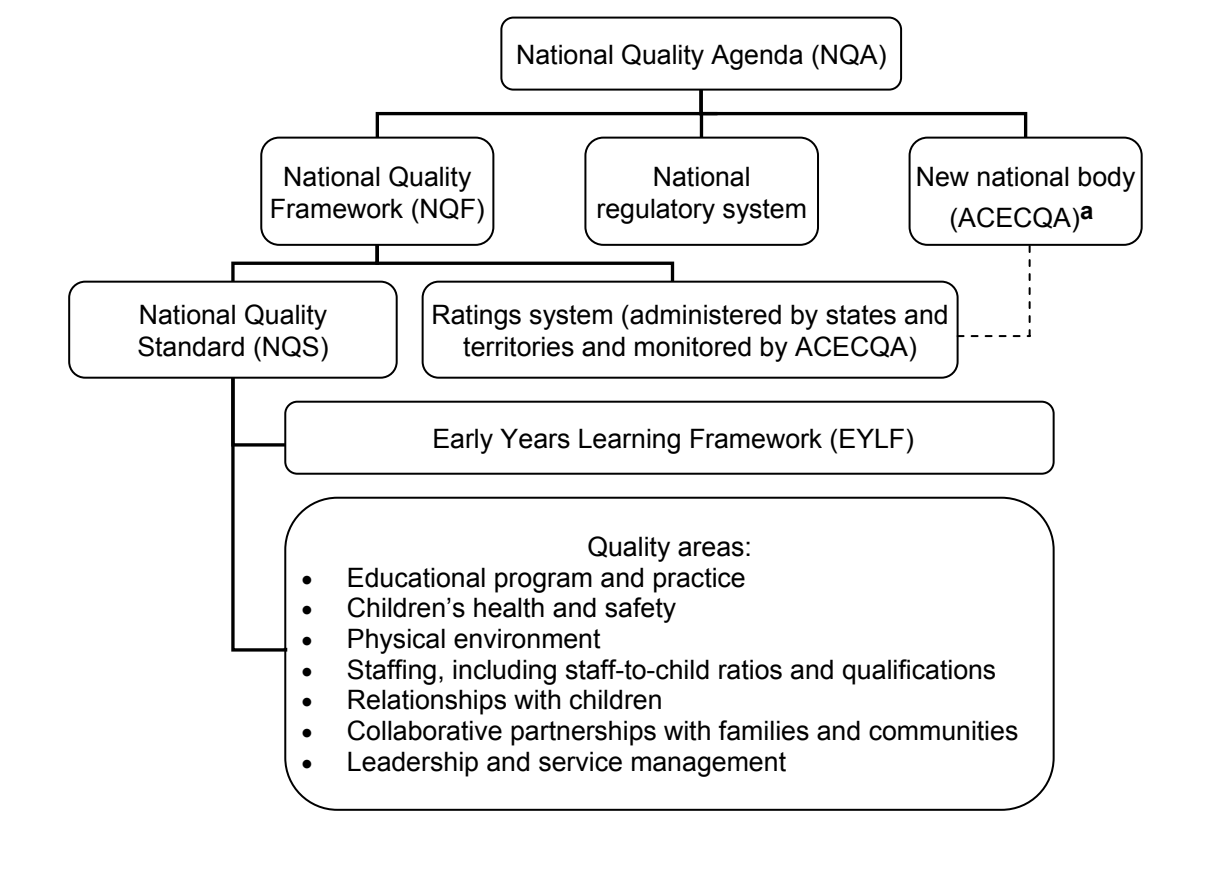 National Quality Agenda (NQA)
National Quality
Framework (NQF)
National
regulatory system
New national body
(ACECQA)a
National Quality
Standard (NQS)
Ratings system (administered by states and
territories and monitored by ACECQA)
Early Years Learning Framework (EYLF)
Quality areas:
• Educational program and practice
• Children’s health and safety
• Physical environment
• Staffing, including staff-to-child ratios and qualifications
• Relationships with children
• Collaborative partnerships with families and communities
• Leadership and service management